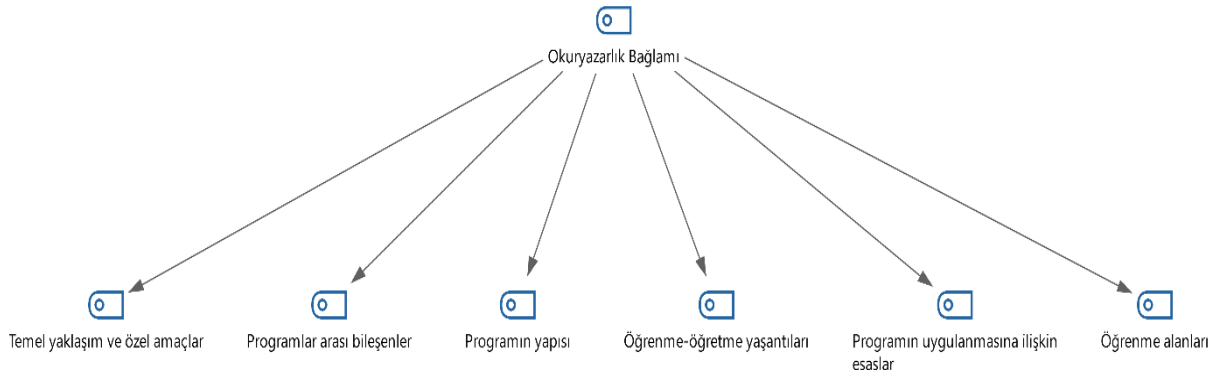 Okuryazarlık Bağlamı
Temel yaklaşım ve özel amaçlar
Programlar arası bileşenler
Programın yapısı
Öğrenme-öğretme yaşantıları
Programın uygulanmasına ilişkin
esaslar
Öğrenme alanları